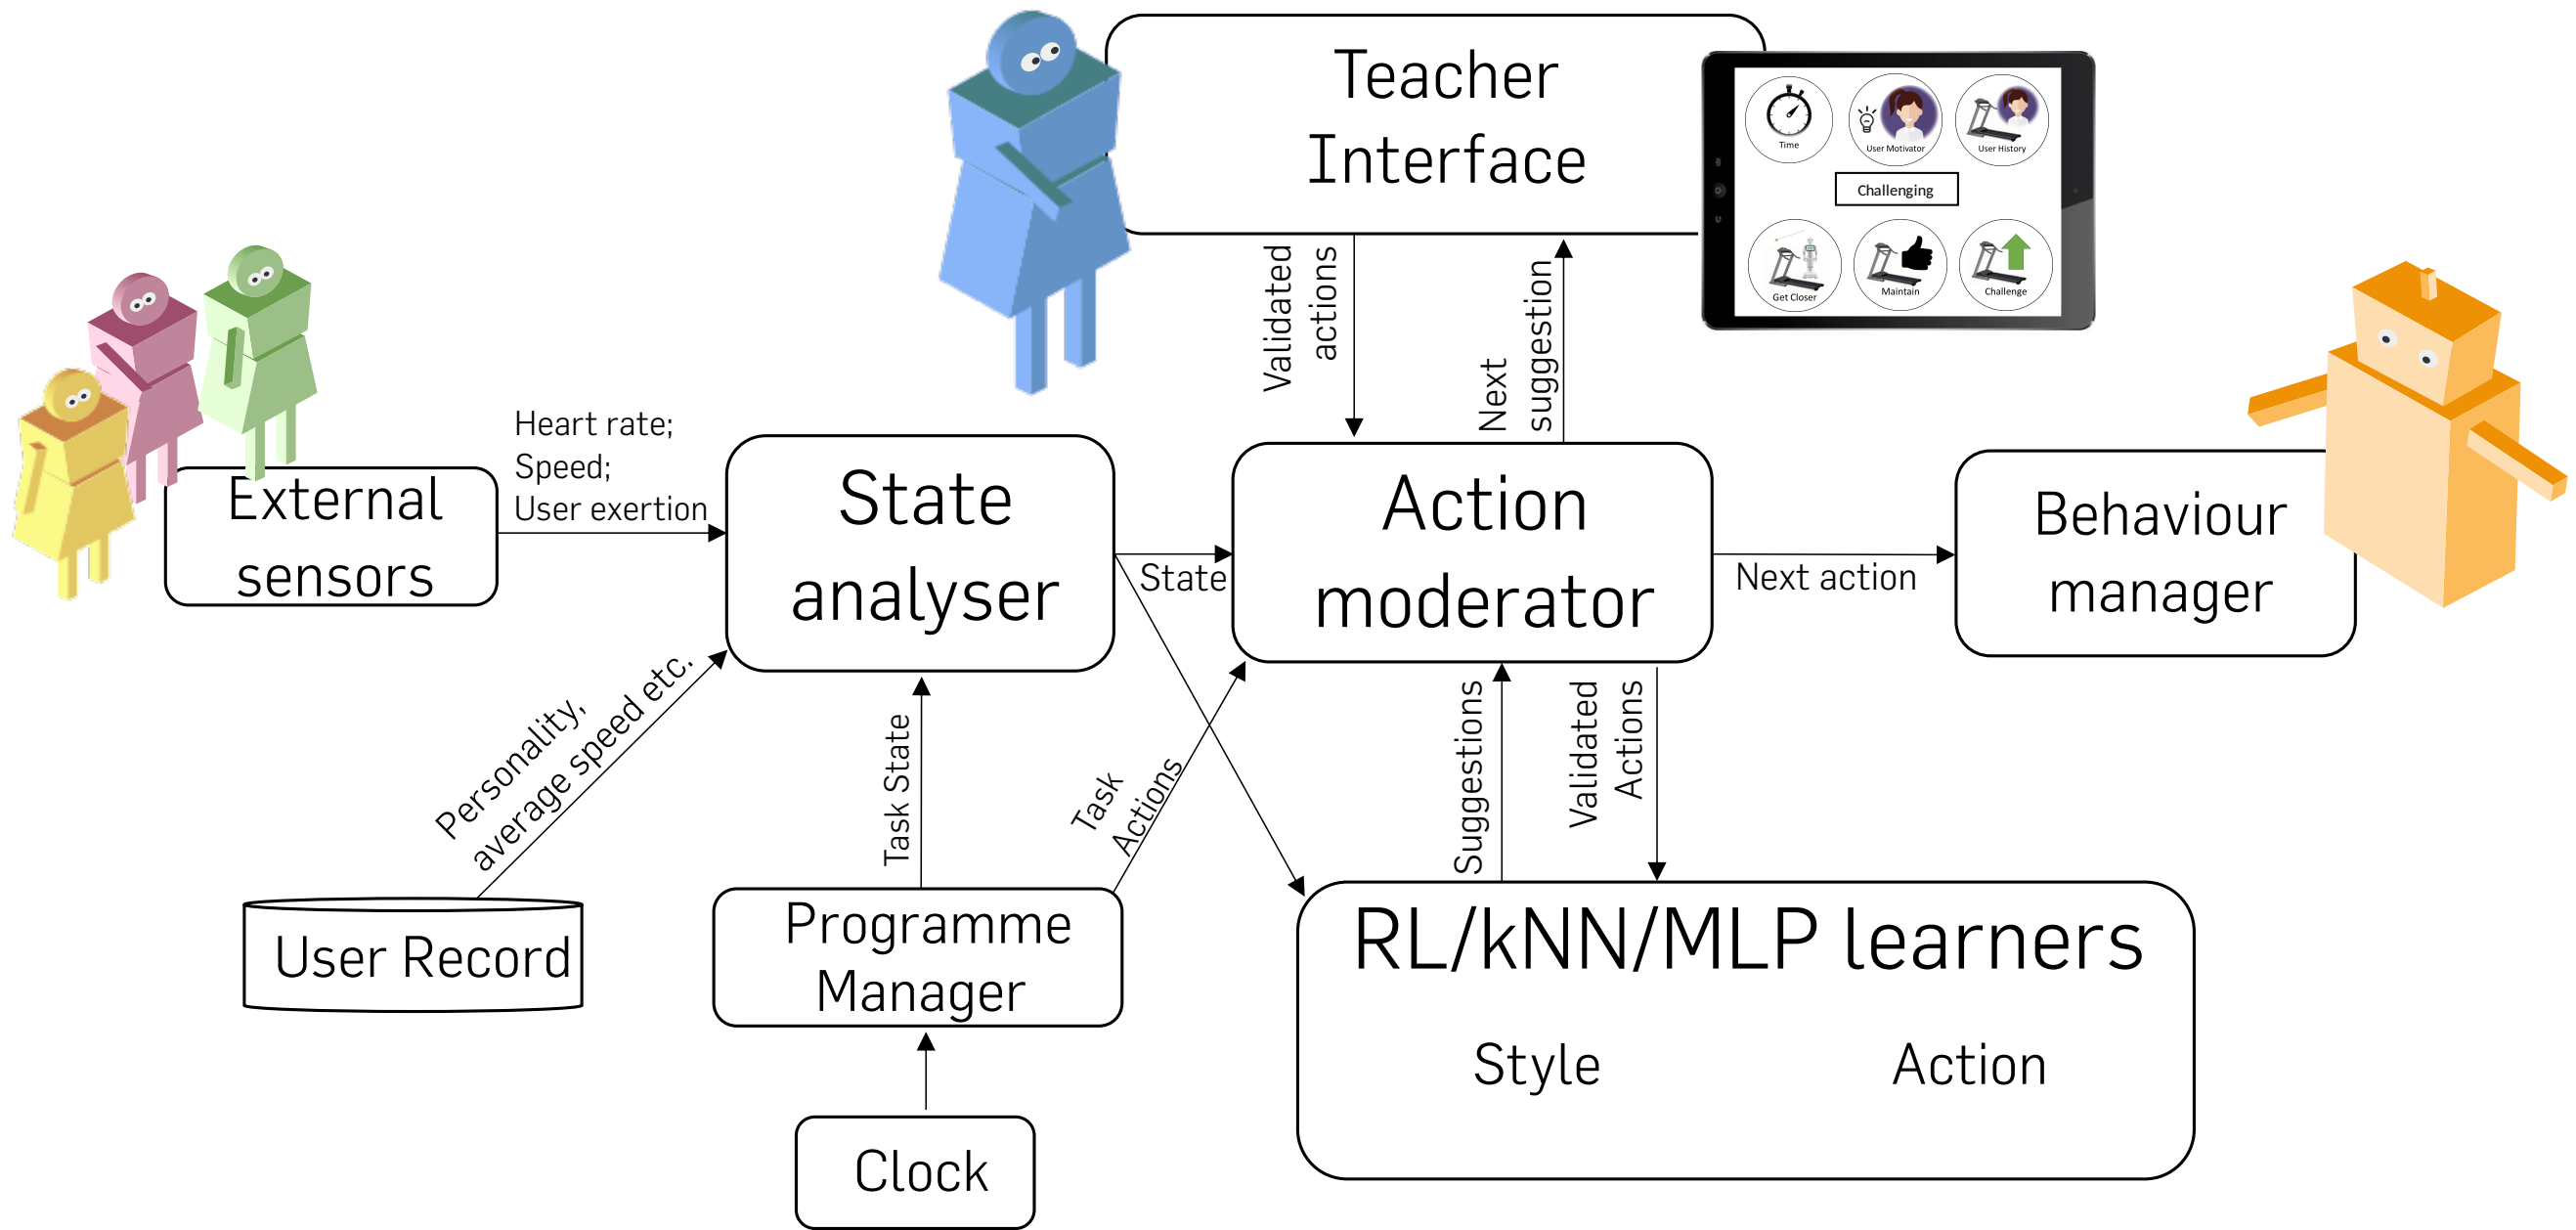 Teacher
Interface
Time
User Motivator
User History
Challenging
Get Closer
Maintain
Challenge
Validated
actions
Next
suggestion
External
sensors
Heart rate;
Speed;
User exertion
State
analyser
State
Action
moderator
Next action
Behaviour
manager
Personality,
average speed etc.
Task State
Task
Actions
Suggestions
Validated
Actions
User Record
Programme
Manager
RL/kNN/MLP learners
Style
Action
Clock